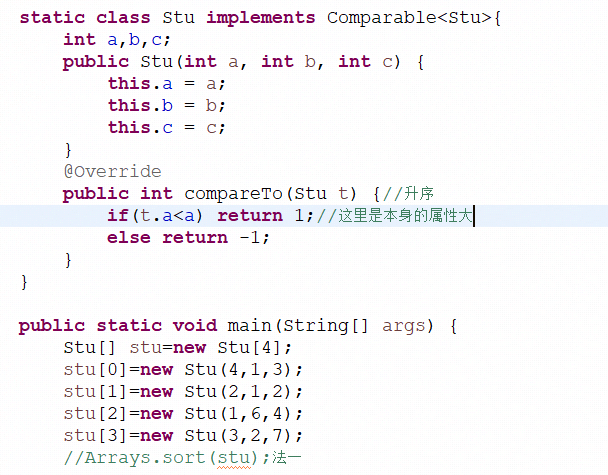 static class Stu implements Comparable<Stu>{
    int a,b,c;
    public Stu(int a, int b, int c) {
        this.a = a;
        this.b = b;
        this.c = c;
    }
    @Override
    public int compareTo(Stu t) {//升序
        if(t.a<a) return 1;//这里是本身的属性大
        else return -1;
    }
}
public static void main(String[] args) {
    Stu[] stu=new Stu[4];
    stu[0]=new Stu(4,1,3);
    stu[1]=new Stu(2,1,2);
    stu[2]=new Stu(1,6,4);
    stu[3]=new Stu(3,2,7);
    //Arrays.sort(stu);法一